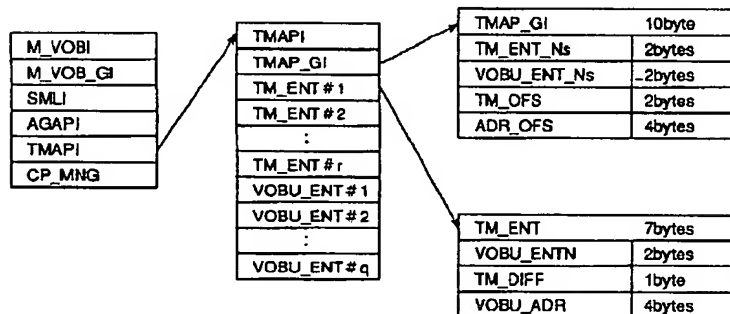 M_VOBI
M_VOB_GI
SMLI
AGAPI
TMAPI
CP_MNG
TMAPI
TMAP_GI
TM_ENT#1
TM_ENT#2
:
TM_ENT#r
VOBU_ENT#1
VOBU_ENT#2
:
VOBU_ENT#q
TMAP_GI 10byte
TM_ENT_Ns 2bytes
VOBU_ENT_Ns 2bytes
TM_OFS 2bytes
ADR_OFS 4bytes
TM_ENT 7bytes
VOBU_ENTN 2bytes
TM_DIFF 1byte
VOBU_ADR 4bytes